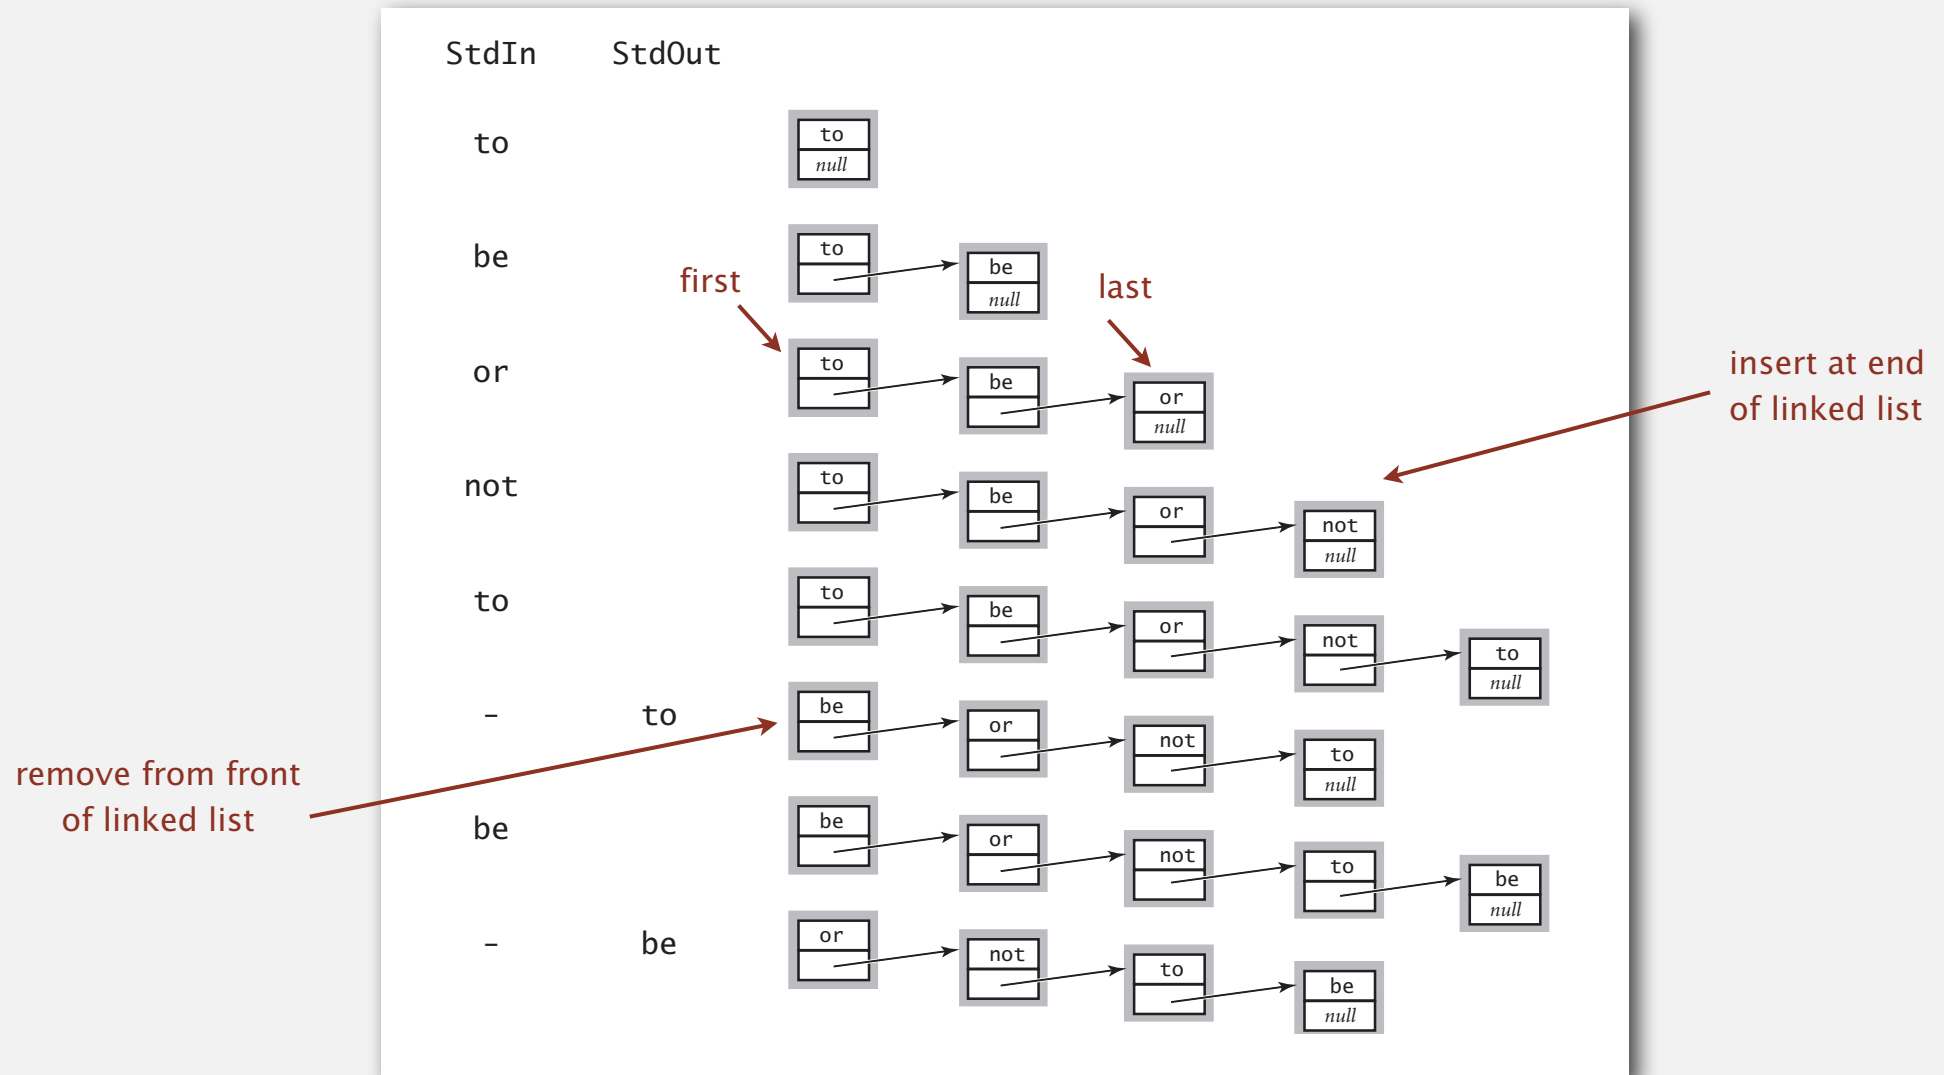 StdIn StdOut
to
to
null
be
to
be
null
first
last
or
to
be
or
null
insert at end
of linked list
not
to
be
or
not
null
to
to
be
or
not
to
null
– to
be
or
not
to
null
remove from front
of linked list
be
be
or
not
to
be
null
– be
or
not
to
be
null